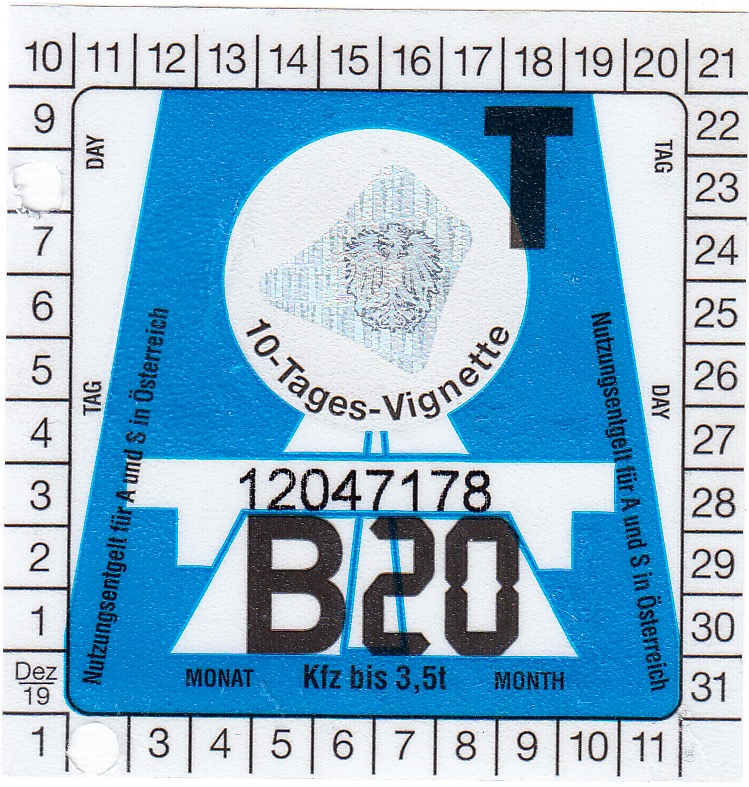 10 11 12 13 14 15 16 17 18 19 20 21
9
7
6
5
4
3
2
1
Dez
19
22
23
24
25
26
27
28
29
30
31
DAY
TAG
T
TAG
DAY
10-Tages-Vignette
Nutzungsentgelt für A und S in Österreich
Nutzungsentgelt für A und S in Österreich
12047178
B20
MONAT Kfz bis 3,5t MONTH
1 3 4 5 6 7 8 9 10 11